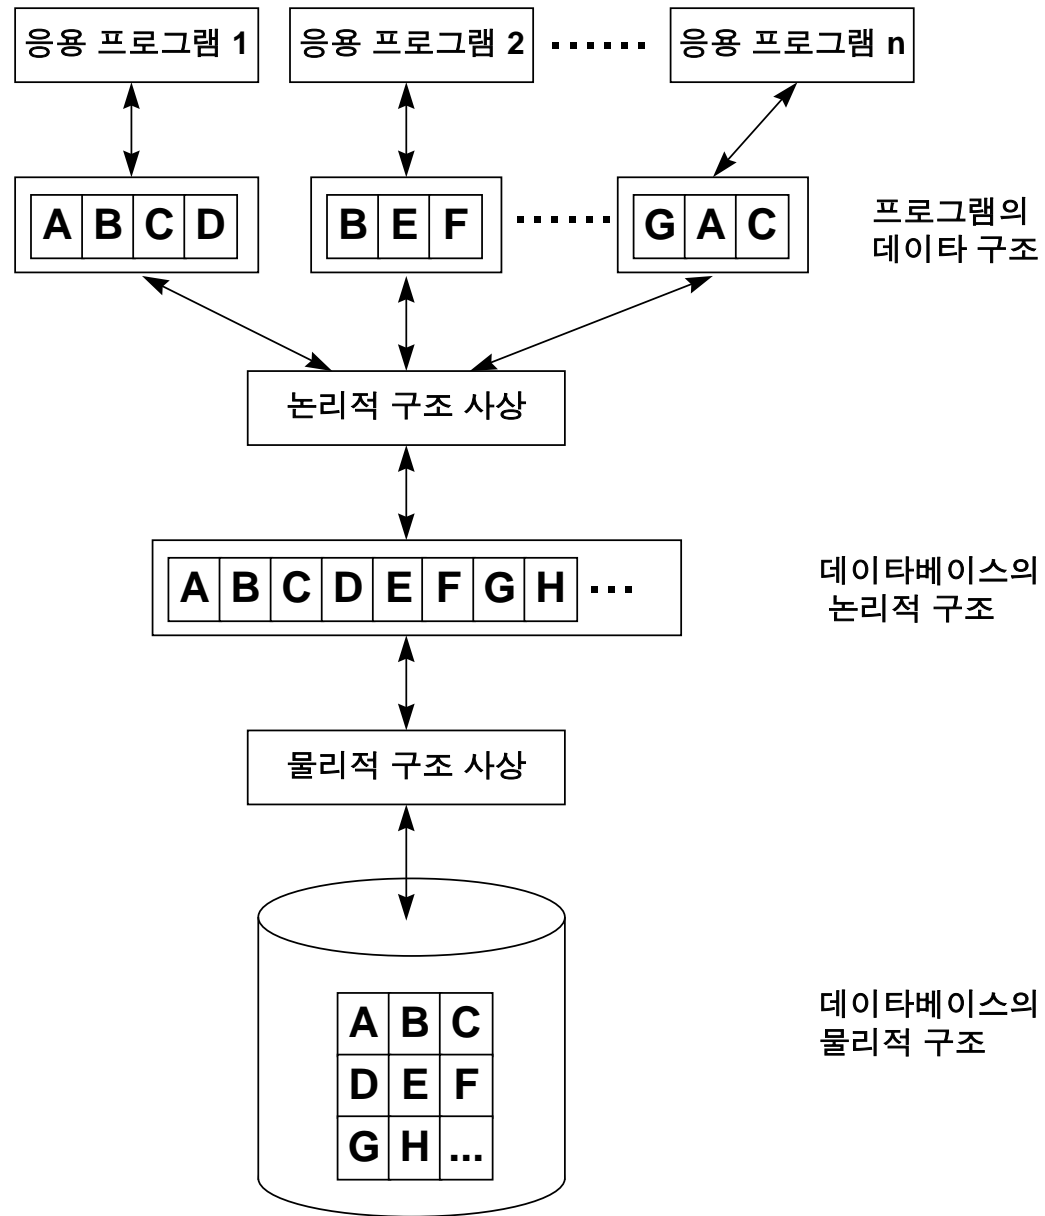 응용 프로그램 1 응용 프로그램 2 ······ 응용 프로그램 n
A B C D B E F ······ G A C
프로그램의
데이타 구조
논리적 구조 사상
A B C D E F G H ···
데이타베이스의
논리적 구조
물리적 구조 사상
A B C
D E F
G H ...
데이타베이스의
물리적 구조